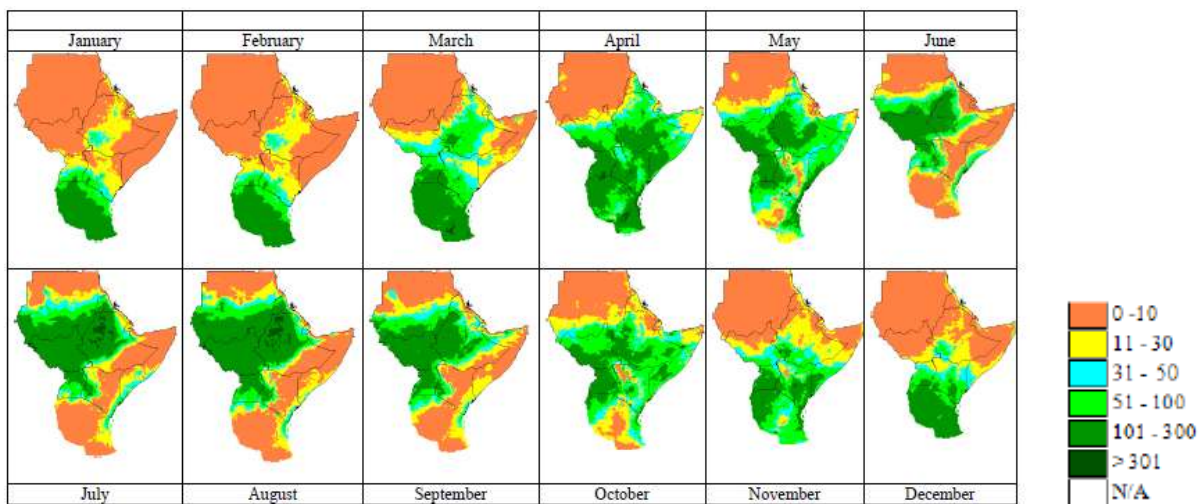 January February March April May June
0 -10
11 - 30
31 - 50
51 - 100
101 - 300
> 301
N/A
July August September October November December